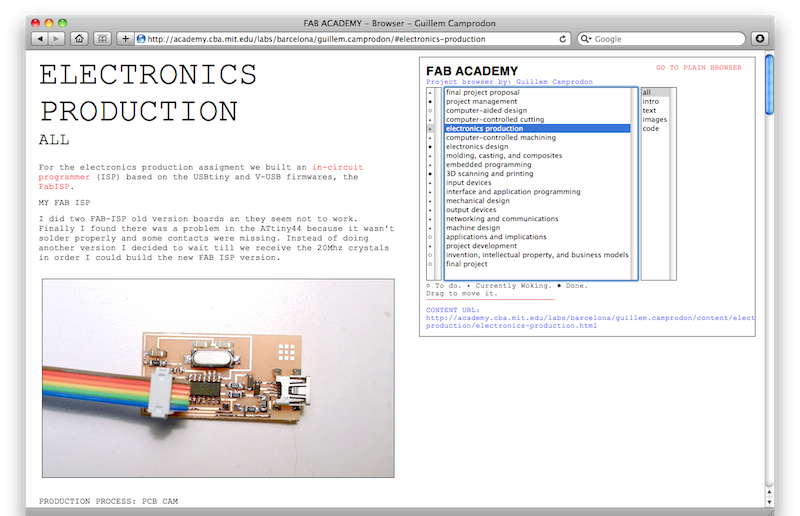 FAB ACADEMY – Browser – Guillem Camprodon
http://academy.cba.mit.edu/labs/barcelona/guillem.camprodon/#electronics-production
Google
ELECTRONICS
PRODUCTION
ALL
For the electronics production assigment we built an in-circuit
programmer (ISP) based on the USBtiny and V-USB firmwares, the
FabISP.
MY FAB ISP
I did two FAB-ISP old version boards an they seem not to work.
Finally I found there was a problem in the ATtiny44 because it wasn't
solder properly and some contacts were missing. Instead of doing
another version I decided to wait till we receive the 20Mhz crystals
in order I could build the new FAB ISP version.
PRODUCTION PROCESS: PCB CAM
FAB ACADEMY
GO TO PLAIN BROWSER
Project browser by: Guillem Camprodon
final project proposal
project management
computer-aided design
computer-controlled cutting
electronics production
computer-controlled machining
electronics design
molding, casting, and composites
embedded programming
3D scanning and printing
input devices
interface and application programming
mechanical design
output devices
networking and communications
machine design
applications and implications
project development
invention, intellectual property, and business models
final project
all
intro
text
images
code
○ To do. ▴ Currently Woking. ● Done.
Drag to move it.
CONTENT URL:
http://academy.cba.mit.edu/labs/barcelona/guillem.camprodon/content/elect
production/electronics-production.html